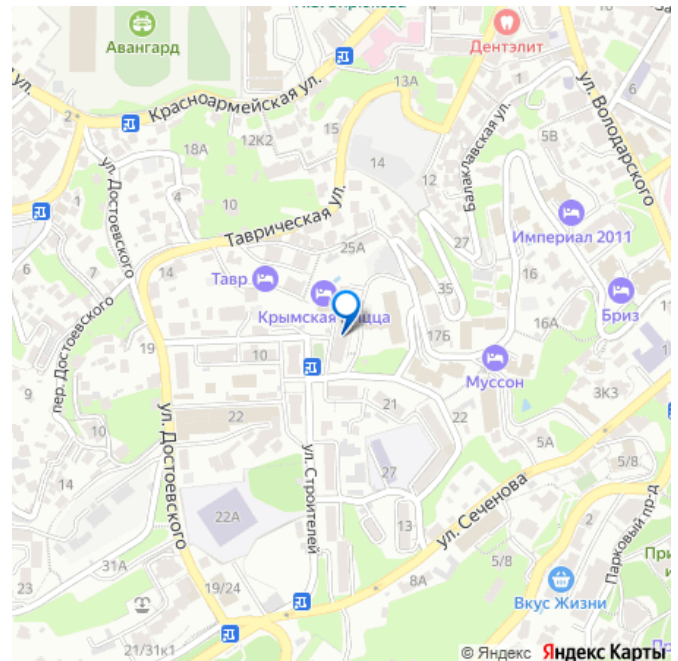 Авангард
Дентэлит
13А
ул. Володарского
6
2
Красноармейская ул.
12К2
15
18А
4
10
14
12
5В
Балаклавская ул.
ул. Достоевского
Таврическая ул.
25А
27
Империал 2011
6
7
14
Тавр
16
Крымская
Бриз
11
пер. Достоевского
19
10
17Б
16А
Муссон
9
3К3
22
21
22
10
5А
5/8
ул. Достоевского
ул. Строителей
27
14
ул. Сеченова
2
22А
13
Парковый пр-д
31А
5/8
23
19/24
8А
Вкус Жизни
21/31к1
© Яндекс Яндекс Карты